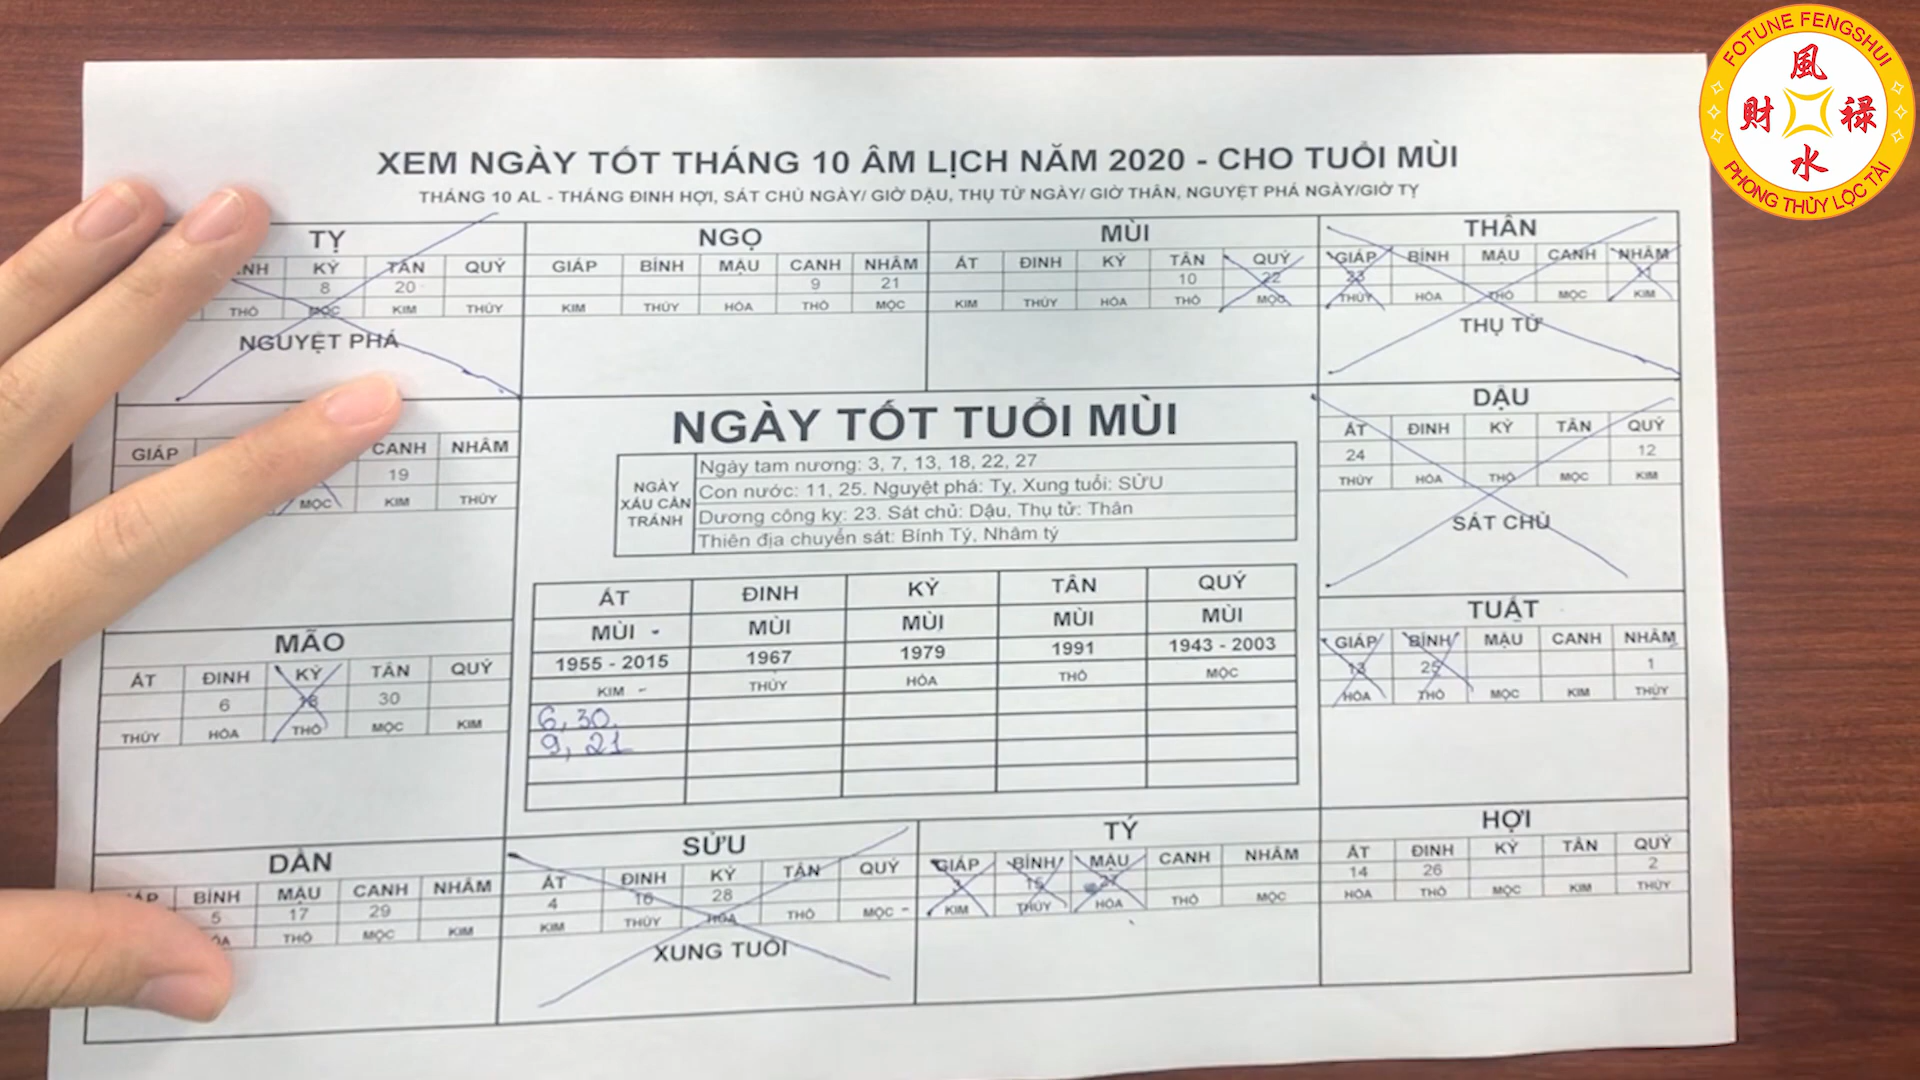 FOTUNE FENGSHUI
風
財 禄
水
PHONG THỦY LỘC TÀI
XEM NGÀY TỐT THÁNG 10 ÂM LỊCH NĂM 2020 - CHO TUỔI MÙI
THÁNG 10 AL - THÁNG ĐINH HỢI, SÁT CHỦ NGÀY/ GIỜ DẬU, THỤ TỬ NGÀY/ GIỜ THÂN, NGUYỆT PHÁ NGÀY/GIỜ TỴ
TỴ
KỶ TÂN QUÝ
8 20
THỔ MỘC KIM THỦY
NGUYỆT PHÁ
NGỌ
GIÁP BÍNH MẬU CANH NHÂM
9 21
KIM THỦY HỎA THỔ MỘC
MÙI
ẤT ĐINH KỶ TÂN QUÝ
10 22
KIM THỦY HỎA THỔ MỘC
THÂN
GIÁP BÍNH MẬU CANH NHÂM
23 11
THỦY HỎA THỔ MỘC KIM
THỤ TỬ
GIÁP CANH NHÂM
19
MỘC KIM THỦY
NGÀY TỐT TUỔI MÙI
NGÀY XẤU CẦN TRÁNH
Ngày tam nương: 3, 7, 13, 18, 22, 27
Con nước: 11, 25. Nguyệt phá: Tỵ, Xung tuổi: SỬU
Dương công kỵ: 23. Sát chủ: Dậu, Thụ tử: Thân
Thiên địa chuyển sát: Bính Tý, Nhâm tý
DẬU
ẤT ĐINH KỶ TÂN QUÝ
24 12
THỦY HỎA THỔ MỘC KIM
SÁT CHỦ
ẤT ĐINH KỶ TÂN QUÝ
MÙI - MÙI MÙI MÙI MÙI
1955 - 2015 1967 1979 1991 1943 - 2003
KIM - THỦY HỎA THỔ MỘC
6, 30
9, 21
MÃO
ẤT ĐINH KỶ TÂN QUÝ
6 18 30
THỦY HỎA THỔ MỘC KIM
TUẤT
GIÁP BÍNH MẬU CANH NHÂM
13 25 1
HỎA THỔ MỘC KIM THỦY
DẦN
BÍNH MẬU CANH NHÂM
5 17 29
THỔ MỘC KIM
SỬU
ẤT ĐINH KỶ TÂN QUÝ
4 16 28
KIM THỦY HỎA THỔ MỘC -
XUNG TUỔI
TÝ
GIÁP BÍNH MẬU CANH NHÂM
3 15 27
KIM THỦY HỎA THỔ MỘC
HỢI
ẤT ĐINH KỶ TÂN QUÝ
14 26 2
HỎA THỔ MỘC KIM THỦY